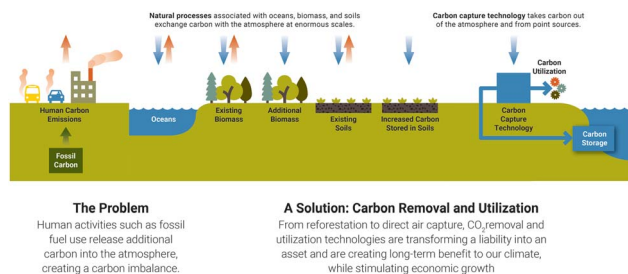 Natural processes associated with oceans, biomass, and soils
exchange carbon with the atmosphere at enormous scales.
Carbon capture technology takes carbon out
of the atmosphere and from point sources.
Carbon
Utilization
Human Carbon
Emissions
Oceans
Existing
Biomass
Additional
Biomass
Existing
Soils
Increased Carbon
Stored in Soils
Carbon
Capture
Technology
Carbon
Storage
Fossil
Carbon
The Problem
Human activities such as fossil
fuel use release additional
carbon into the atmosphere,
creating a carbon imbalance.
A Solution: Carbon Removal and Utilization
From reforestation to direct air capture, CO₂removal and
utilization technologies are transforming a liability into an
asset and are creating long-term benefit to our climate,
while stimulating economic growth